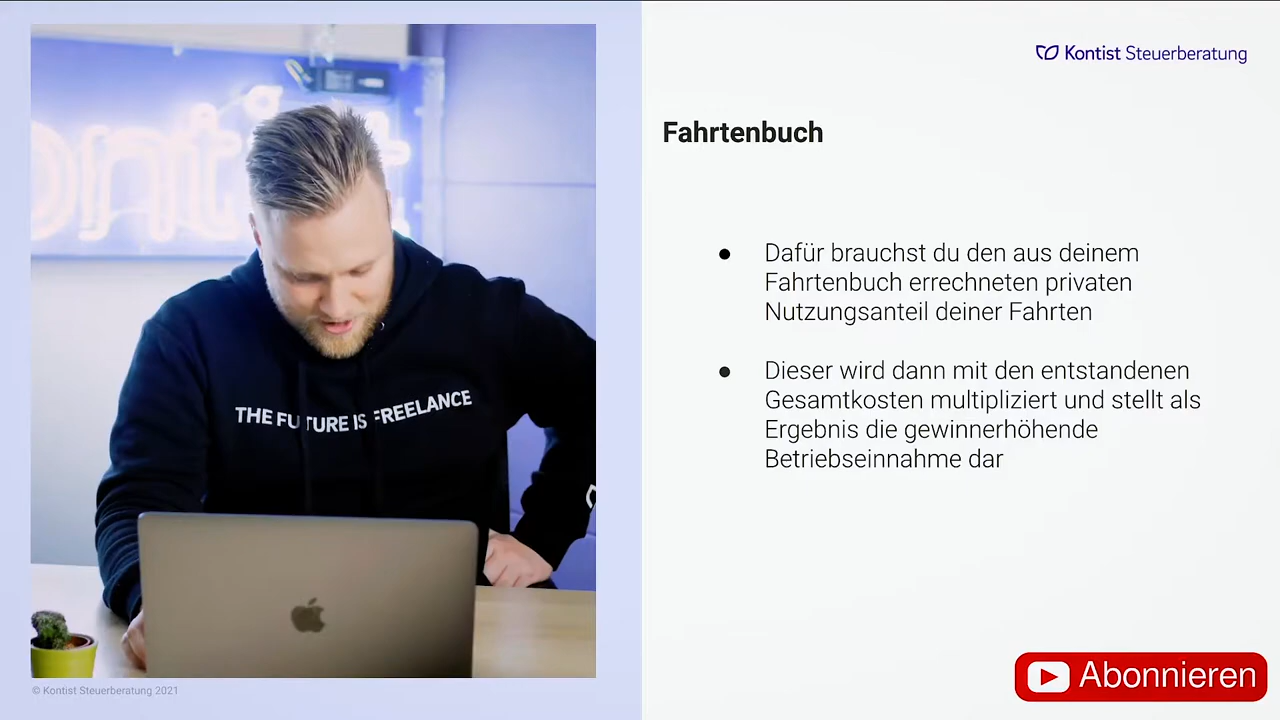 Kontist Steuerberatung
Fahrtenbuch
● Dafür brauchst du den aus deinem
Fahrtenbuch errechneten privaten
Nutzungsanteil deiner Fahrten
● Dieser wird dann mit den entstandenen
Gesamtkosten multipliziert und stellt als
Ergebnis die gewinnerhöhende
Betriebseinnahme dar
THE FUTURE IS FREELANCE
© Kontist Steuerberatung 2021
Abonnieren